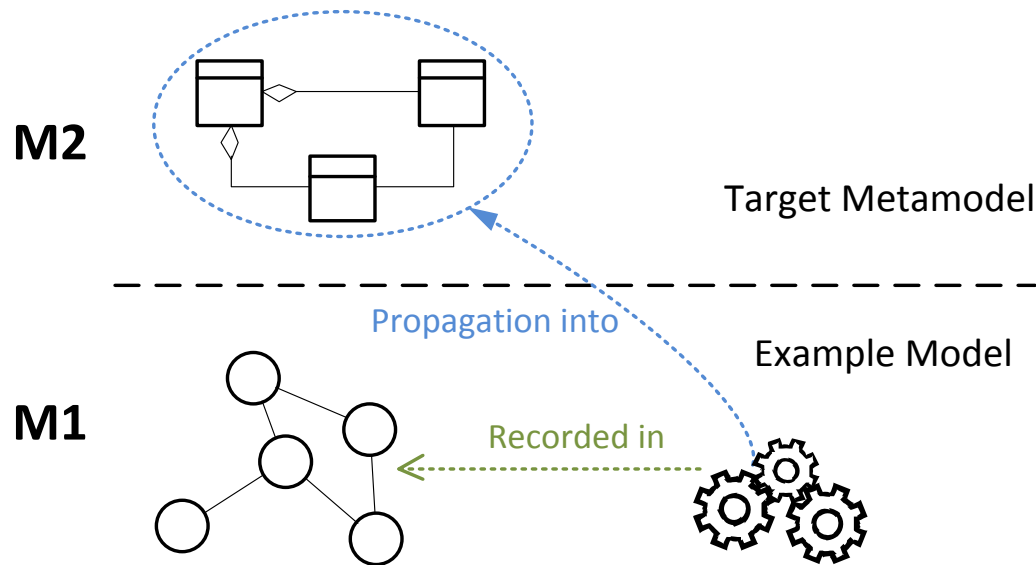 M2
Target Metamodel
Propagation into
Example Model
M1
Recorded in